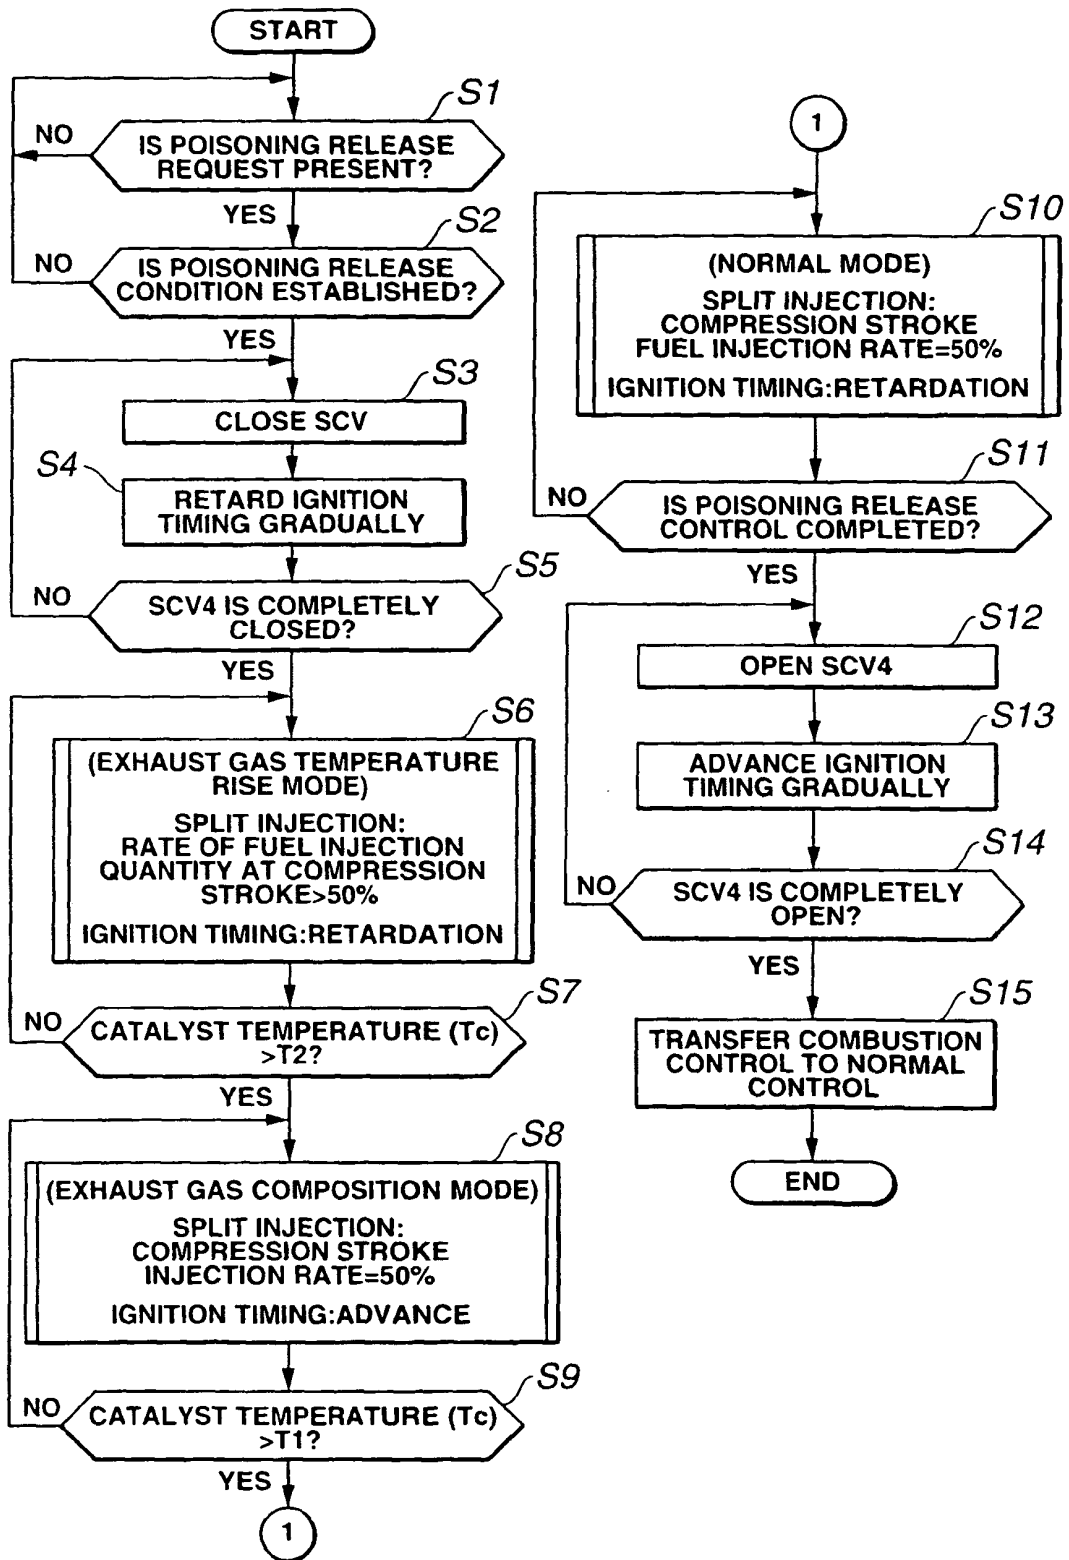 START
S1
NO
IS POISONING RELEASE
REQUEST PRESENT?
YES
S2
NO
IS POISONING RELEASE
CONDITION ESTABLISHED?
YES
S3
CLOSE SCV
S4
RETARD IGNITION
TIMING GRADUALLY
S5
NO
SCV4 IS COMPLETELY
CLOSED?
YES
S6
(EXHAUST GAS TEMPERATURE
RISE MODE)
SPLIT INJECTION:
RATE OF FUEL INJECTION
QUANTITY AT COMPRESSION
STROKE>50%
IGNITION TIMING:RETARDATION
S7
NO
CATALYST TEMPERATURE (Tc)
>T2?
YES
S8
(EXHAUST GAS COMPOSITION MODE)
SPLIT INJECTION:
COMPRESSION STROKE
INJECTION RATE=50%
IGNITION TIMING:ADVANCE
S9
NO
CATALYST TEMPERATURE (Tc)
>T1?
YES
1
1
S10
(NORMAL MODE)
SPLIT INJECTION:
COMPRESSION STROKE
FUEL INJECTION RATE=50%
IGNITION TIMING:RETARDATION
S11
NO
IS POISONING RELEASE
CONTROL COMPLETED?
YES
S12
OPEN SCV4
S13
ADVANCE IGNITION
TIMING GRADUALLY
S14
NO
SCV4 IS COMPLETELY
OPEN?
YES
S15
TRANSFER COMBUSTION
CONTROL TO NORMAL
CONTROL
END